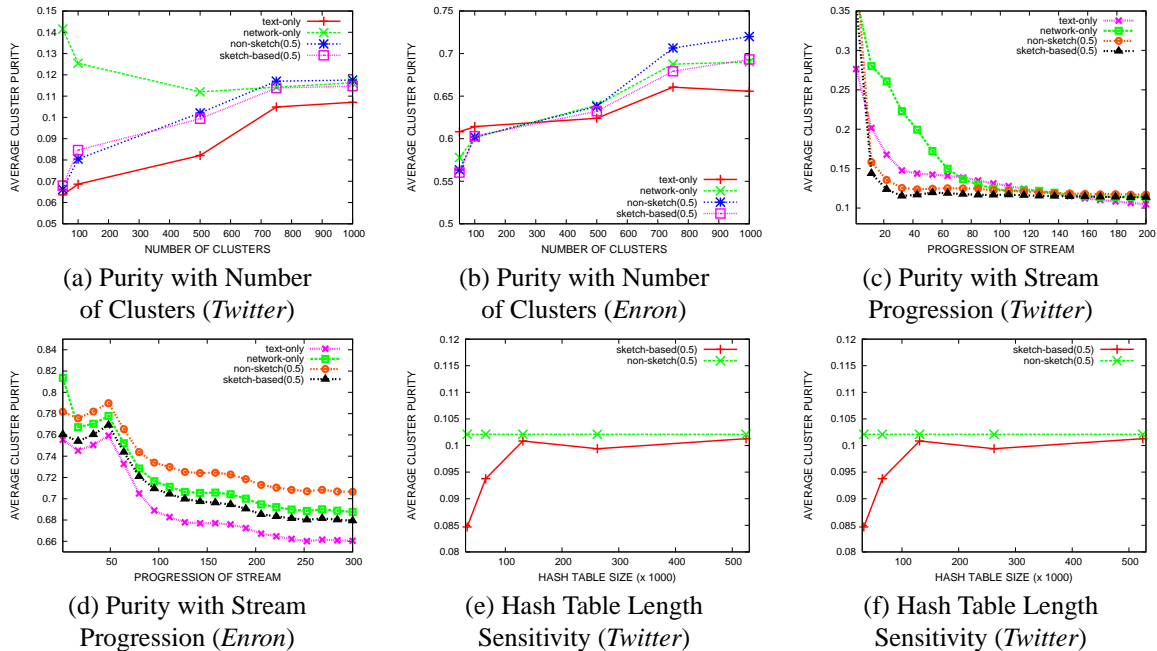 0.15
0.14
0.13
0.12
0.11
0.1
0.09
0.08
0.07
0.06
0.05
AVERAGE CLUSTER PURITY
text-only
network-only
non-sketch(0.5)
sketch-based(0.5)
100 200 300 400 500 600 700 800 900 1000
NUMBER OF CLUSTERS
(a) Purity with Number
of Clusters (Twitter)
0.75
0.7
0.65
0.6
0.55
0.5
AVERAGE CLUSTER PURITY
text-only
network-only
non-sketch(0.5)
sketch-based(0.5)
100 200 300 400 500 600 700 800 900 1000
NUMBER OF CLUSTERS
(b) Purity with Number
of Clusters (Enron)
0.35
0.3
0.25
0.2
0.15
0.1
AVERAGE CLUSTER PURITY
text-only
network-only
non-sketch(0.5)
sketch-based(0.5)
20 40 60 80 100 120 140 160 180 200
PROGRESSION OF STREAM
(c) Purity with Stream
Progression (Twitter)
0.84
0.82
0.8
0.78
0.76
0.74
0.72
0.7
0.68
0.66
AVERAGE CLUSTER PURITY
text-only
network-only
non-sketch(0.5)
sketch-based(0.5)
50 100 150 200 250 300
PROGRESSION OF STREAM
(d) Purity with Stream
Progression (Enron)
0.12
0.115
0.11
0.105
0.1
0.095
0.09
0.085
0.08
AVERAGE CLUSTER PURITY
sketch-based(0.5)
non-sketch(0.5)
100 200 300 400 500
HASH TABLE SIZE (x 1000)
(e) Hash Table Length
Sensitivity (Twitter)
0.12
0.115
0.11
0.105
0.1
0.095
0.09
0.085
0.08
AVERAGE CLUSTER PURITY
sketch-based(0.5)
non-sketch(0.5)
100 200 300 400 500
HASH TABLE SIZE (x 1000)
(f) Hash Table Length
Sensitivity (Twitter)